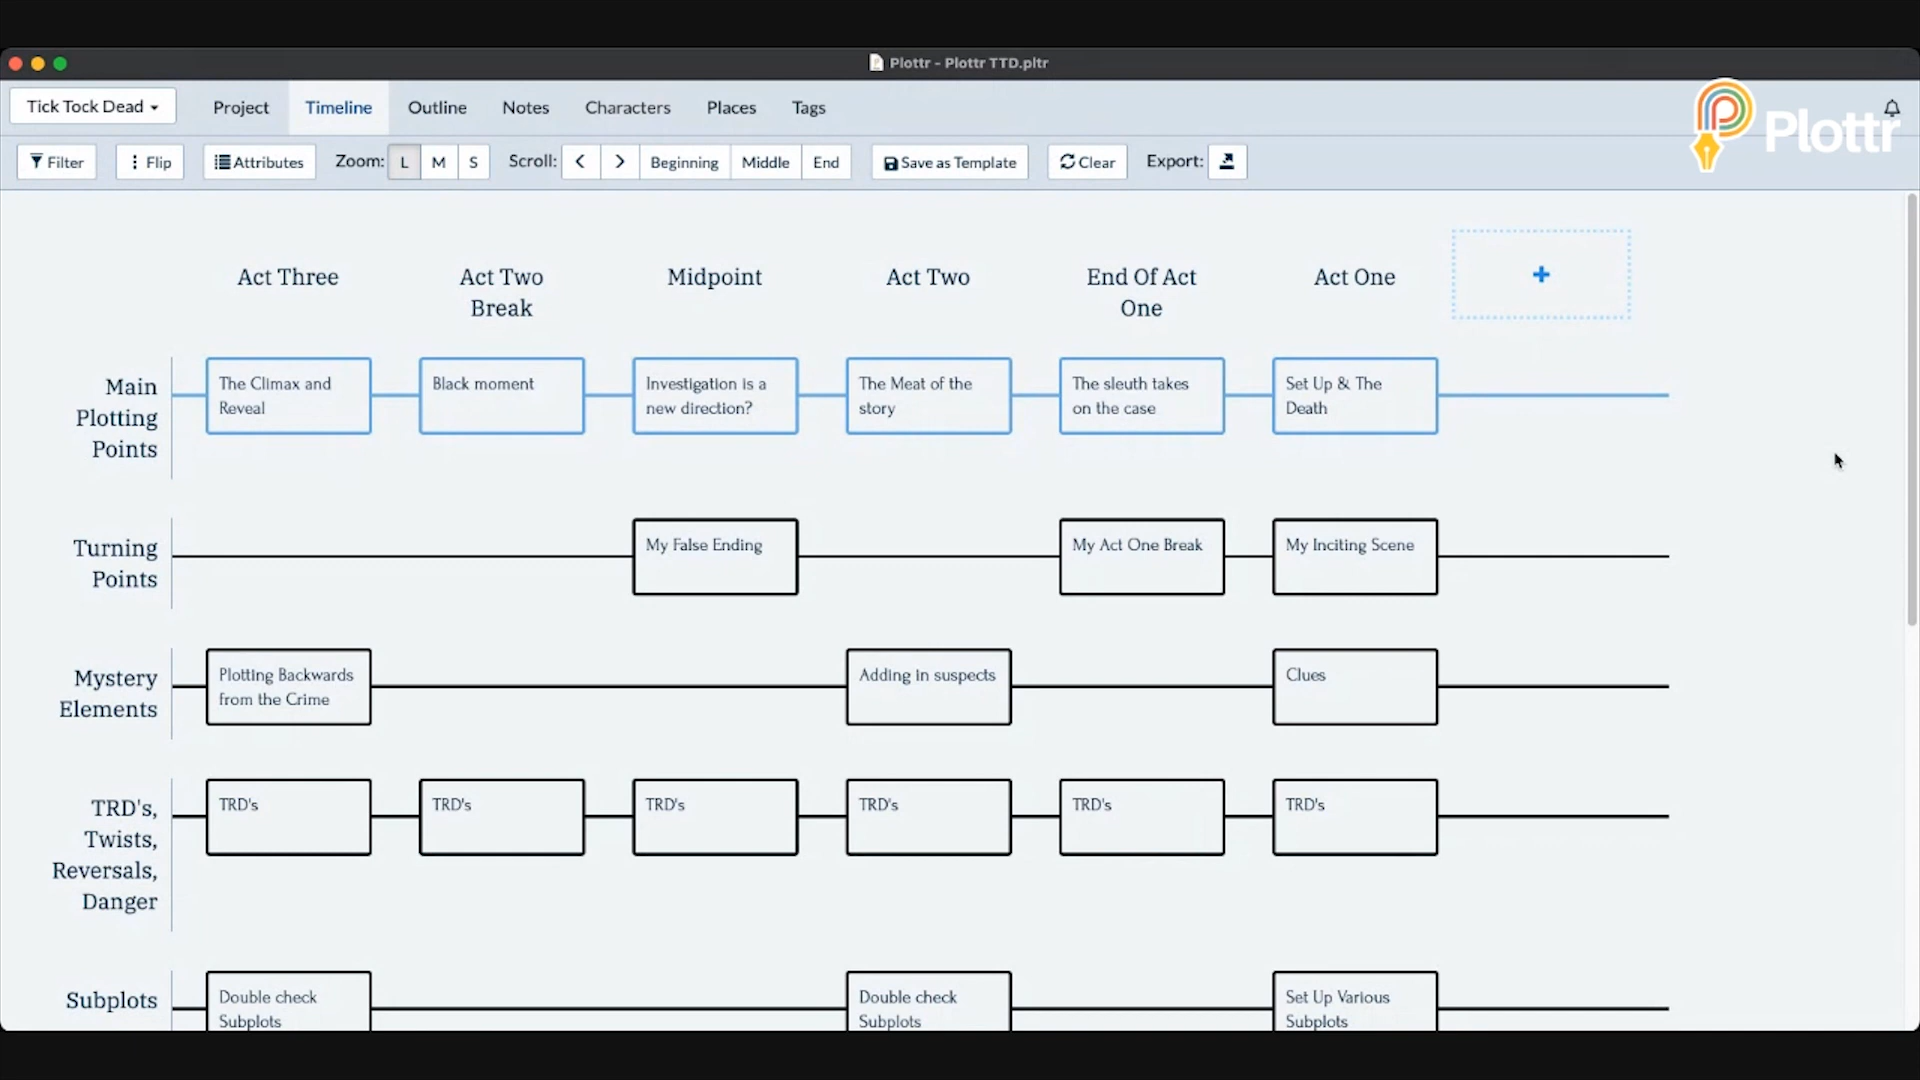 Plottr - Plottr TTD.pltr
Tick Tock Dead
Project
Timeline
Outline
Notes
Characters
Places
Tags
Plottr
Filter
Flip
Attributes
Zoom:
L
M
S
Scroll:
Beginning
Middle
End
Save as Template
Clear
Export:
Act Three
Act Two
Break
Midpoint
Act Two
End Of Act
One
Act One
+
Main
Plotting
Points
The Climax and
Reveal
Black moment
Investigation is a
new direction?
The Meat of the
story
The sleuth takes
on the case
Set Up & The
Death
Turning
Points
My False Ending
My Act One Break
My Inciting Scene
Mystery
Elements
Plotting Backwards
from the Crime
Adding in suspects
Clues
TRD's,
Twists,
Reversals,
Danger
TRD's
TRD's
TRD's
TRD's
TRD's
TRD's
Subplots
Double check
Subplots
Double check
Subplots
Set Up Various
Subplots